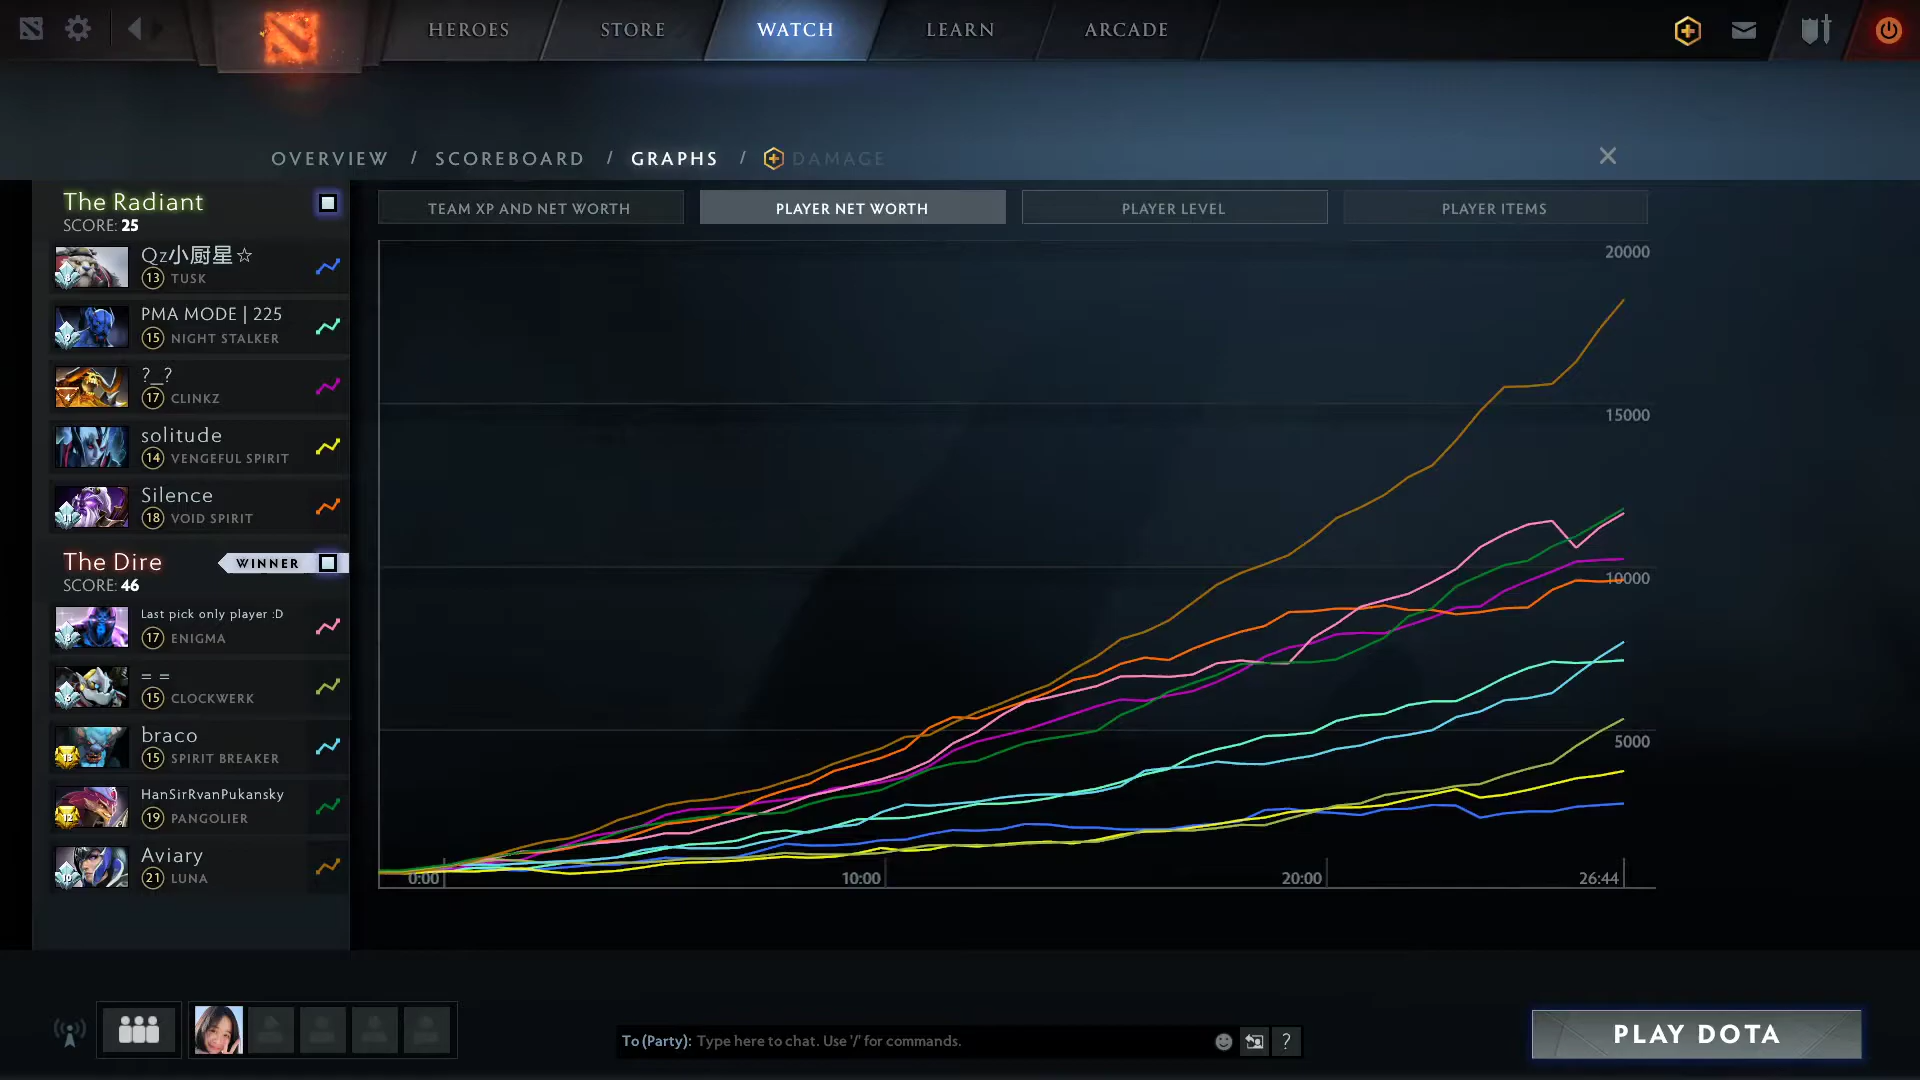 HEROES
STORE
WATCH
LEARN
ARCADE
OVERVIEW / SCOREBOARD / GRAPHS / DAMAGE
The Radiant
SCORE: 25
Qz小厨星☆
13 TUSK
PMA MODE | 225
15 NIGHT STALKER
?_?
17 CLINKZ
solitude
14 VENGEFUL SPIRIT
Silence
18 VOID SPIRIT
The Dire
WINNER
SCORE: 46
Last pick only player :D
17 ENIGMA
= =
15 CLOCKWERK
braco
15 SPIRIT BREAKER
HanSirRvanPukansky
19 PANGOLIER
Aviary
21 LUNA
TEAM XP AND NET WORTH
PLAYER NET WORTH
PLAYER LEVEL
PLAYER ITEMS
20000
15000
10000
5000
0:00
10:00
20:00
26:44
To (Party): Type here to chat. Use '/' for commands.
?
PLAY DOTA